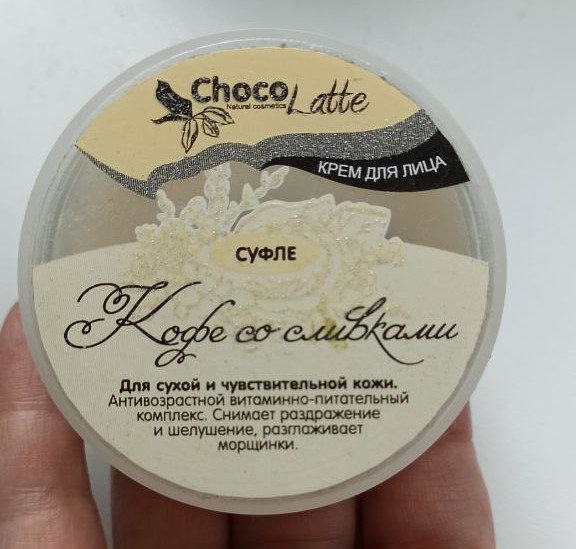 Choco Latte
Natural cosmetics
КРЕМ ДЛЯ ЛИЦА
СУФЛЕ
Кофе со сливками
Для сухой и чувствительной кожи.
Антивозрастной витаминно-питательный
комплекс. Снимает раздражение
и шелушение, разглаживает
морщинки.